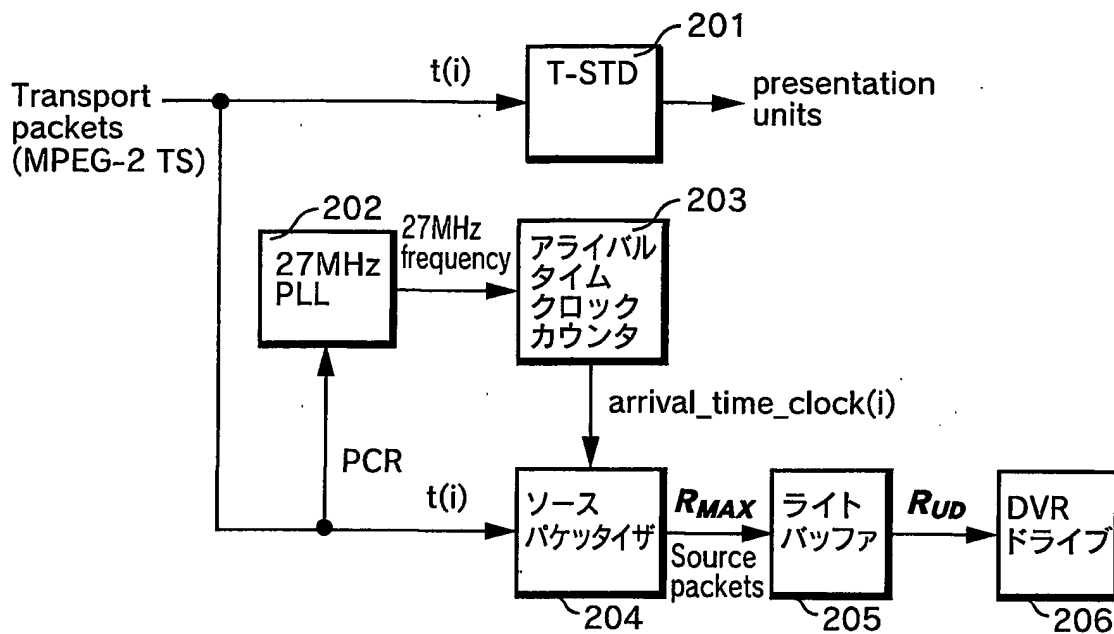 201
t(i)
T-STD
Transport
packets
(MPEG-2 TS)
presentation
units
202
27MHz
PLL
27MHz
frequency
203
アライバル
タイム
クロック
カウンタ
arrival_time_clock(i)
PCR
t(i)
ソース
パケッタイザ
204
RMAX
Source
packets
ライト
バッファ
205
RUD
DVR
ドライブ
206